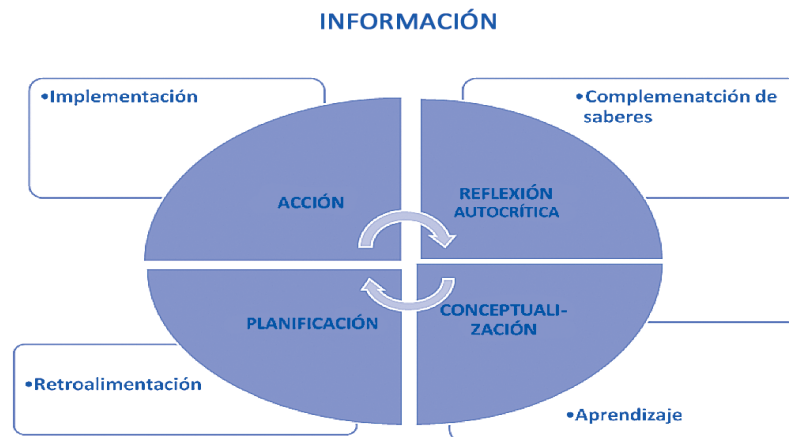 INFORMACIÓN
•Implementación
•Complemenatción de
saberes
ACCIÓN
REFLEXIÓN
AUTOCRÍTICA
PLANIFICACIÓN
CONCEPTUALI-
ZACIÓN
•Retroalimentación
•Aprendizaje